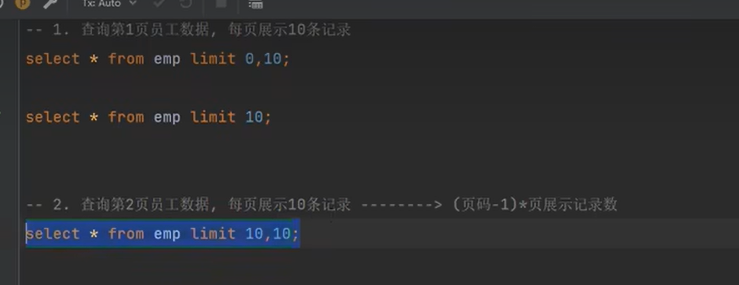 Tx: Auto
-- 1. 查询第1页员工数据, 每页展示10条记录
select * from emp limit 0,10;
select * from emp limit 10;
-- 2. 查询第2页员工数据, 每页展示10条记录 --------> (页码-1)*页展示记录数
select * from emp limit 10,10;